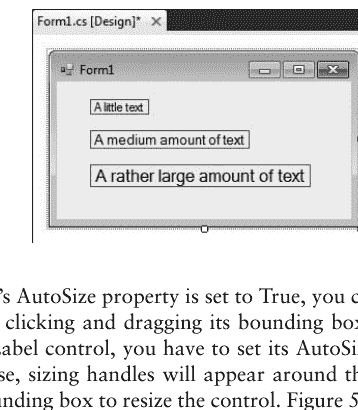 Form1.cs [Design]*
Form1
A little text
A medium amount of text
A rather large amount of text
's AutoSize property is set to True, you c
clicking and dragging its bounding box
Label control, you have to set its AutoSiz
se, sizing handles will appear around th
unding box to resize the control. Figure 5